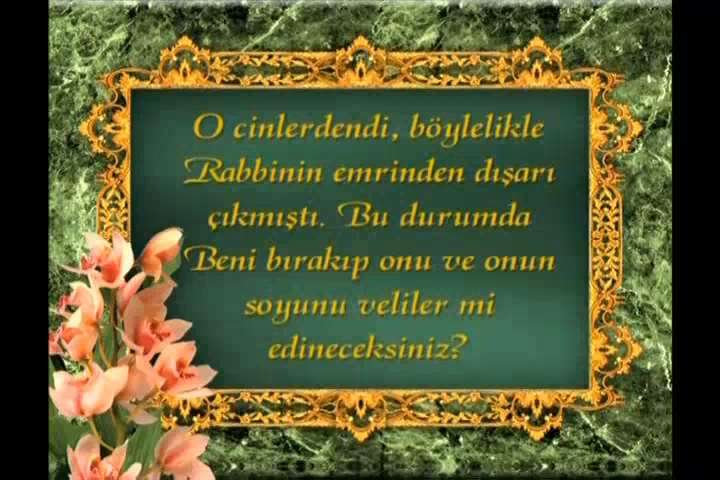 O cinlerdendi, böylelikle
Rabbinin emrinden dışarı
çıkmıştı. Bu durumda
Beni bırakıp onu ve onun
soyunu veliler mi
edineceksiniz?